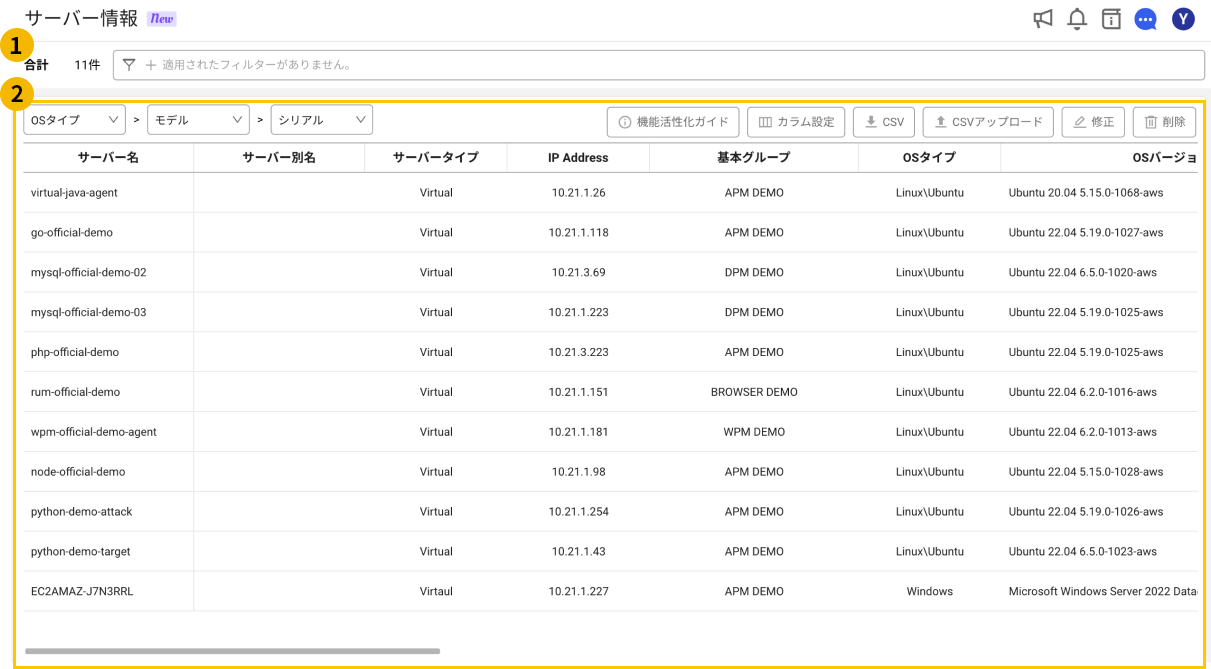 サーバー情報 New
Y
1
合計 11件 適用されたフィルターがありません。
2
OSタイプ > モデル > シリアル 機能活性化ガイド カラム設定 CSV CSVアップロード 修正 削除
サーバー名 サーバー別名 サーバータイプ IP Address 基本グループ OSタイプ OSバージョ
virtual-java-agent Virtual 10.21.1.26 APM DEMO Linux\Ubuntu Ubuntu 20.04 5.15.0-1068-aws
go-official-demo Virtual 10.21.1.118 APM DEMO Linux\Ubuntu Ubuntu 22.04 5.19.0-1027-aws
mysql-official-demo-02 Virtual 10.21.3.69 DPM DEMO Linux\Ubuntu Ubuntu 22.04 6.5.0-1020-aws
mysql-official-demo-03 Virtual 10.21.1.223 DPM DEMO Linux\Ubuntu Ubuntu 22.04 5.19.0-1025-aws
php-official-demo Virtual 10.21.3.223 APM DEMO Linux\Ubuntu Ubuntu 22.04 5.19.0-1025-aws
rum-official-demo Virtual 10.21.1.151 BROWSER DEMO Linux\Ubuntu Ubuntu 22.04 6.2.0-1016-aws
wpm-official-demo-agent Virtual 10.21.1.181 WPM DEMO Linux\Ubuntu Ubuntu 22.04 6.2.0-1013-aws
node-official-demo Virtual 10.21.1.98 APM DEMO Linux\Ubuntu Ubuntu 22.04 5.15.0-1028-aws
python-demo-attack Virtual 10.21.1.254 APM DEMO Linux\Ubuntu Ubuntu 22.04 5.19.0-1026-aws
python-demo-target Virtual 10.21.1.43 APM DEMO Linux\Ubuntu Ubuntu 22.04 6.5.0-1023-aws
EC2AMAZ-J7N3RRL Virtaul 10.21.1.227 APM DEMO Windows Microsoft Windows Server 2022 Data